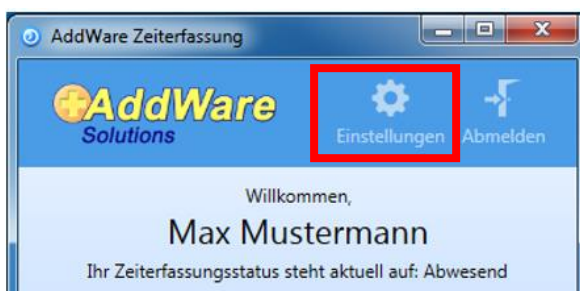 AddWare Zeiterfassung
AddWare
Solutions
Einstellungen
Abmelden
Willkommen,
Max Mustermann
Ihr Zeiterfassungsstatus steht aktuell auf: Abwesend